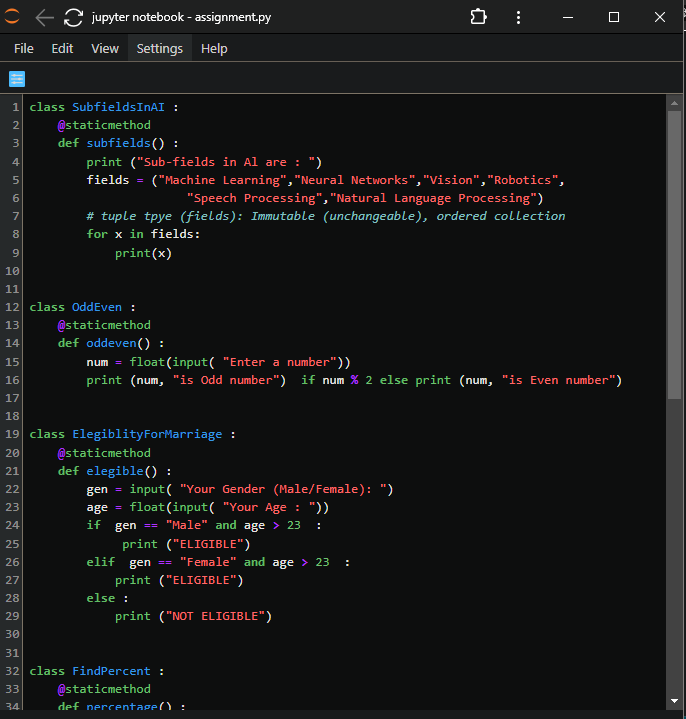 jupyter notebook - assignment.py
File Edit View Settings Help
1 class SubfieldsInAI :
2     @staticmethod
3     def subfields() :
4         print ("Sub-fields in Al are : ")
5         fields = ("Machine Learning","Neural Networks","Vision","Robotics",
6                       "Speech Processing","Natural Language Processing")
7         # tuple tpye (fields): Immutable (unchangeable), ordered collection
8         for x in fields:
9             print(x)
10
11
12 class OddEven :
13     @staticmethod
14     def oddeven() :
15         num = float(input( "Enter a number"))
16         print (num, "is Odd number")  if num % 2 else print (num, "is Even number")
17
18
19 class ElegiblityForMarriage :
20     @staticmethod
21     def elegible() :
22         gen = input( "Your Gender (Male/Female): ")
23         age = float(input( "Your Age : "))
24         if  gen == "Male" and age > 23  :
25              print ("ELIGIBLE")
26         elif  gen == "Female" and age > 23  :
27             print ("ELIGIBLE")
28         else :
29             print ("NOT ELIGIBLE")
30
31
32 class FindPercent :
33     @staticmethod
34     def percentage() :